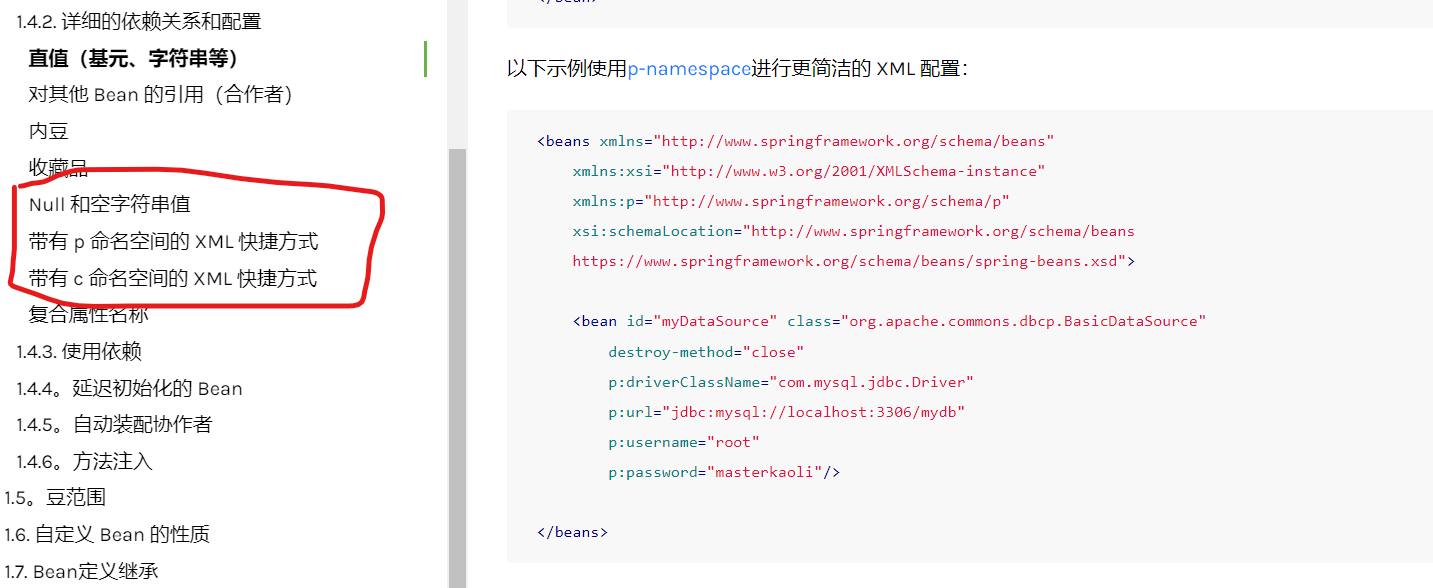 1.4.2. 详细的依赖关系和配置
直值（基元、字符串等）
对其他 Bean 的引用（合作者）
内豆
收藏品
Null 和空字符串值
带有 p 命名空间的 XML 快捷方式
带有 c 命名空间的 XML 快捷方式
复合属性名称
1.4.3. 使用依赖
1.4.4。延迟初始化的 Bean
1.4.5。自动装配协作者
1.4.6。方法注入
1.5。豆范围
1.6. 自定义 Bean 的性质
1.7. Bean定义继承
</bean>
以下示例使用p-namespace进行更简洁的 XML 配置：
<beans xmlns="http://www.springframework.org/schema/beans"
xmlns:xsi="http://www.w3.org/2001/XMLSchema-instance"
xmlns:p="http://www.springframework.org/schema/p"
xsi:schemaLocation="http://www.springframework.org/schema/beans
https://www.springframework.org/schema/beans/spring-beans.xsd">
<bean id="myDataSource" class="org.apache.commons.dbcp.BasicDataSource"
destroy-method="close"
p:driverClassName="com.mysql.jdbc.Driver"
p:url="jdbc:mysql://localhost:3306/mydb"
p:username="root"
p:password="masterkaoli"/>
</beans>